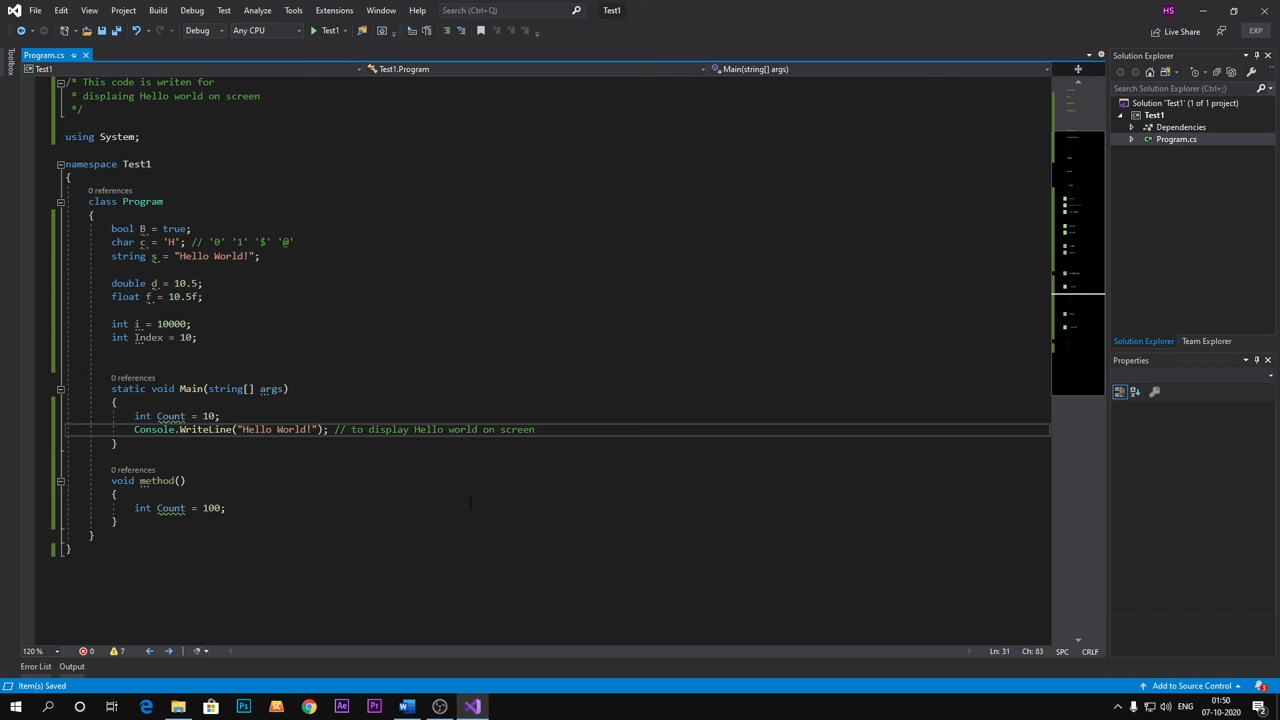 File Edit View Project Build Debug Test Analyze Tools Extensions Window Help Search (Ctrl+Q) Test1 HS
Debug Any CPU Test1 Live Share EXP
Toolbox
Program.cs
Test1 Test1.Program Main(string[] args)
/* This code is writen for
* displaing Hello world on screen
*/
using System;
namespace Test1
{
0 references
class Program
{
bool B = true;
char c = 'H'; // '0' '1' '$' '@'
string s = "Hello World!";
double d = 10.5;
float f = 10.5f;
int i = 10000;
int Index = 10;
0 references
static void Main(string[] args)
{
int Count = 10;
Console.WriteLine("Hello World!"); // to display Hello world on screen
}
0 references
void method()
{
int Count = 100;
}
}
}
120 % 0 7 Ln: 31 Ch: 83 SPC CRLF
Error List Output
Solution Explorer
Search Solution Explorer (Ctrl+;)
Solution 'Test1' (1 of 1 project)
Test1
Dependencies
Program.cs
Solution Explorer Team Explorer
Properties
Item(s) Saved Add to Source Control 3
ENG 01:50 07-10-2020 2